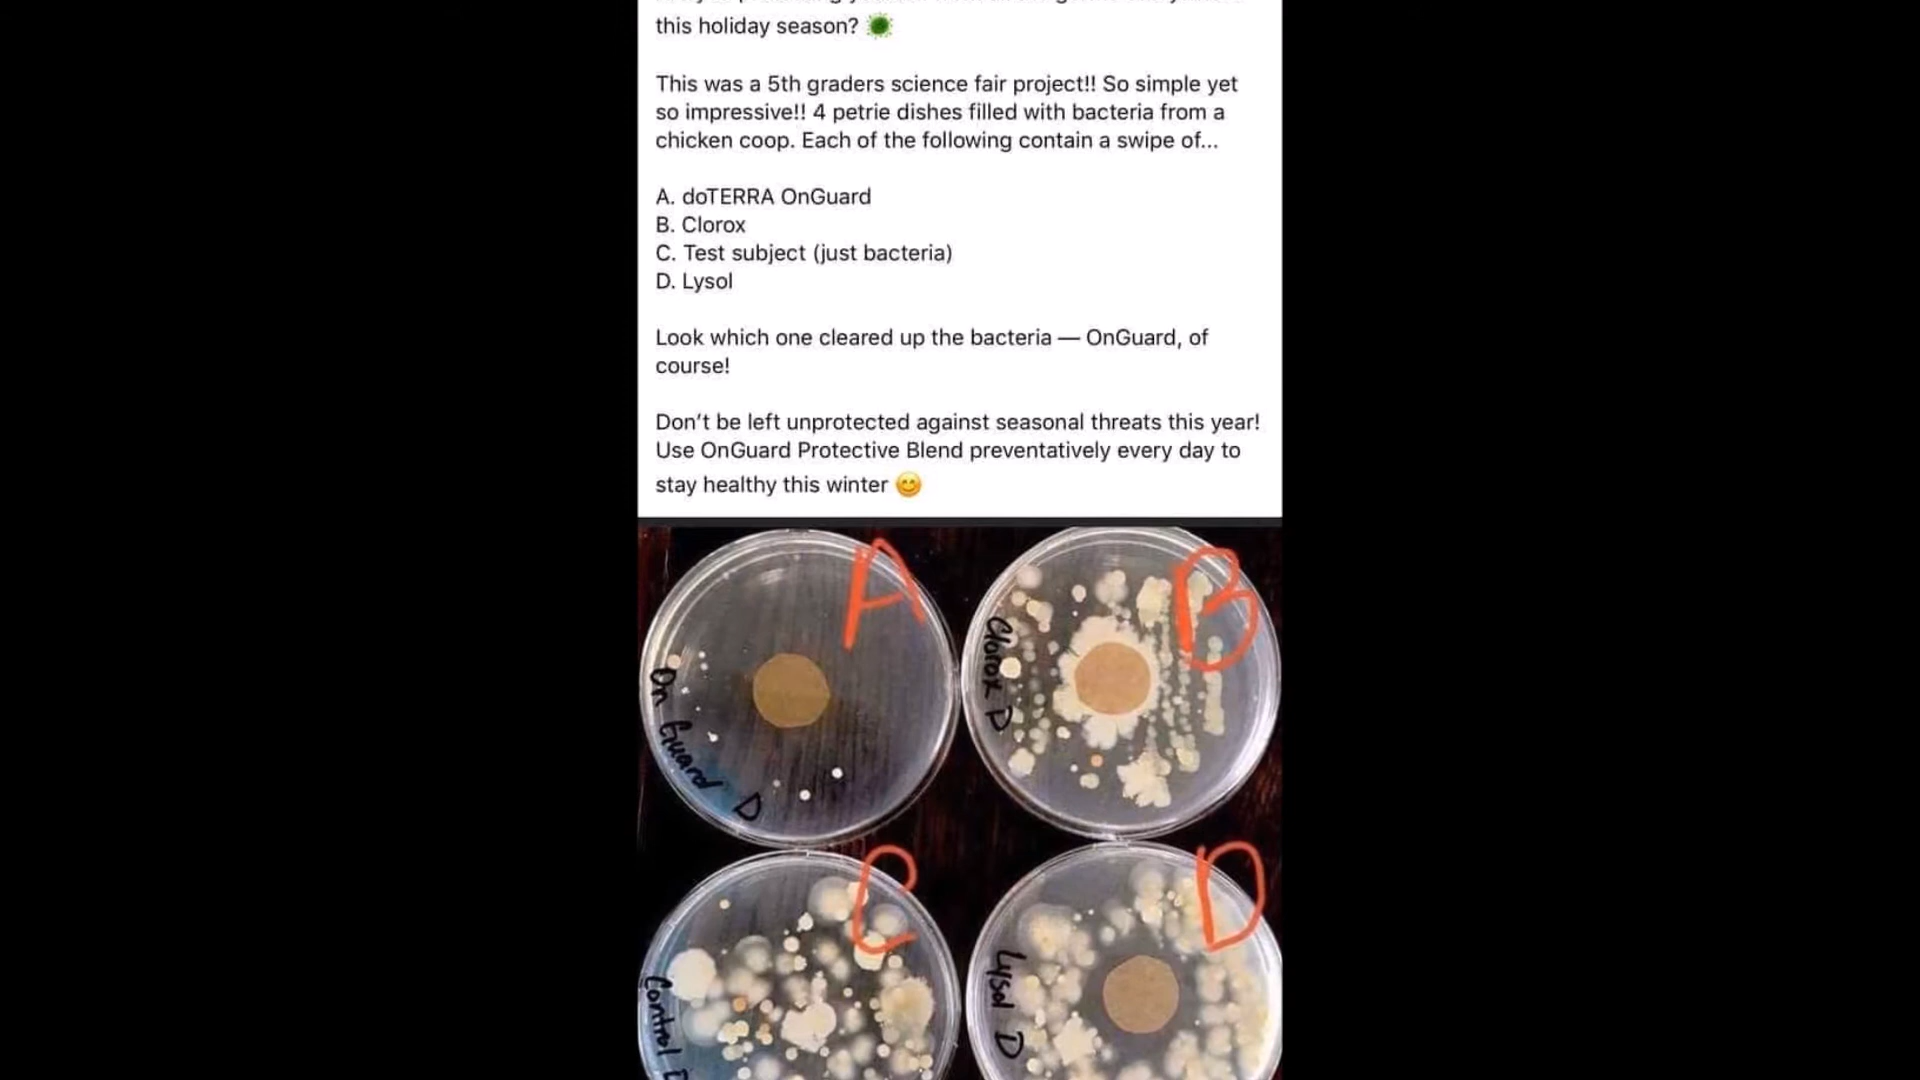 this holiday season?
This was a 5th graders science fair project!! So simple yet
so impressive!! 4 petrie dishes filled with bacteria from a
chicken coop. Each of the following contain a swipe of...
A. doTERRA OnGuard
B. Clorox
C. Test subject (just bacteria)
D. Lysol
Look which one cleared up the bacteria — OnGuard, of
course!
Don’t be left unprotected against seasonal threats this year!
Use OnGuard Protective Blend preventatively every day to
stay healthy this winter
A
On Guard D
B
Clorox D
C
Control
D
Lysol D